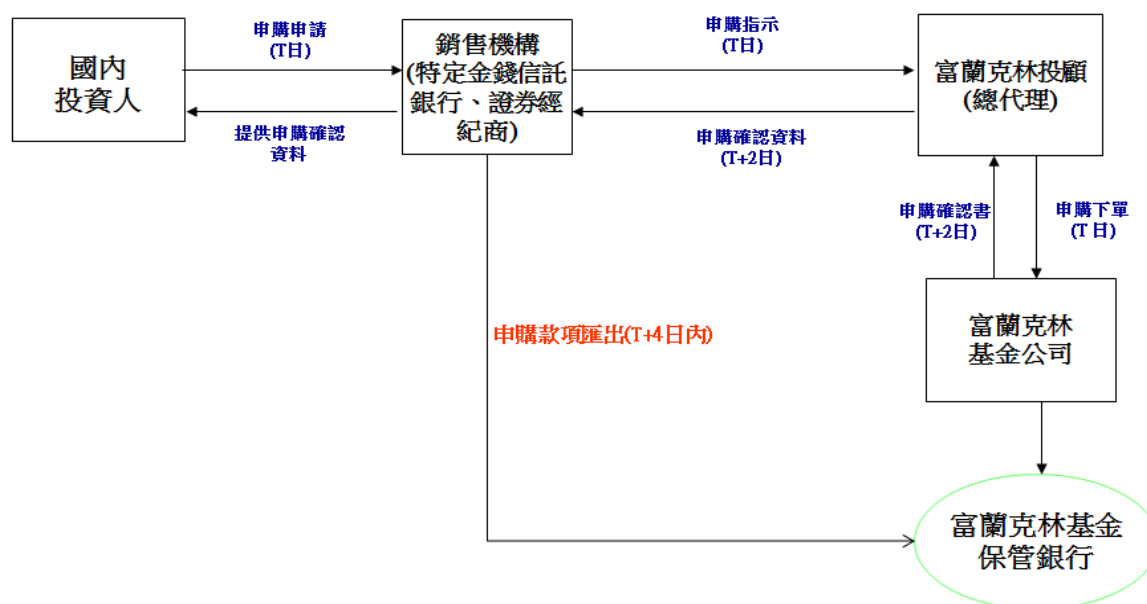 國內
投資人
申購申請
(T日)
提供申購確認
資料
銷售機構
(特定金錢信託
銀行、證券經
紀商)
申購指示
(T日)
申購確認資料
(T+2日)
富蘭克林投顧
(總代理)
申購確認書
(T+2日)
申購下單
(T 日)
富蘭克林
基金公司
申購款項匯出(T+4日內)
富蘭克林基金
保管銀行